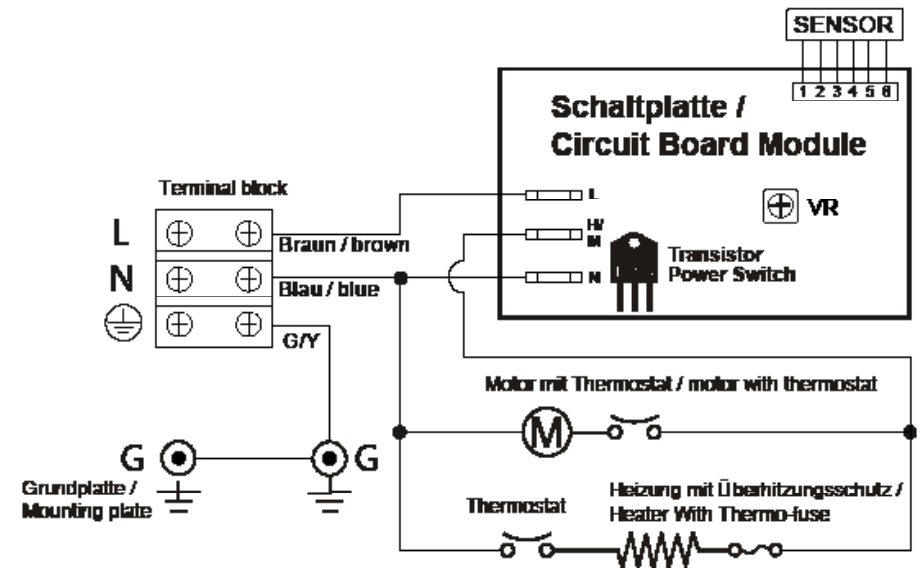 SENSOR
1 2 3 4 5 6
Schaltplatte /
Circuit Board Module
Terminal block
L
N
Braun / brown
Blau / blue
G/Y
L
H/
M
N
VR
Transistor
Power Switch
Motor mit Thermostat / motor with thermostat
M
G
G
Grundplatte /
Mounting plate
Thermostat
Heizung mit Überhitzungsschutz /
Heater With Thermo-fuse